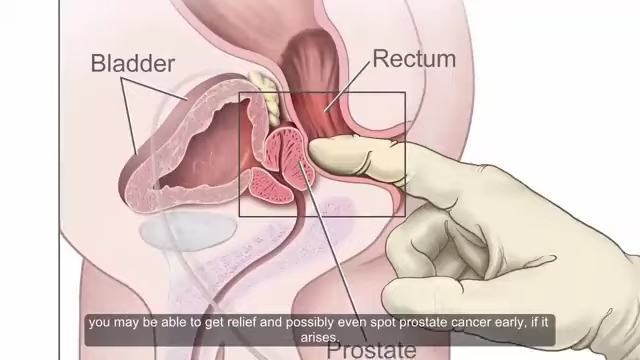 Rectum
Bladder
you may be able to get relief and possibly even spot prostate cancer early, if it
arises,
Prostate